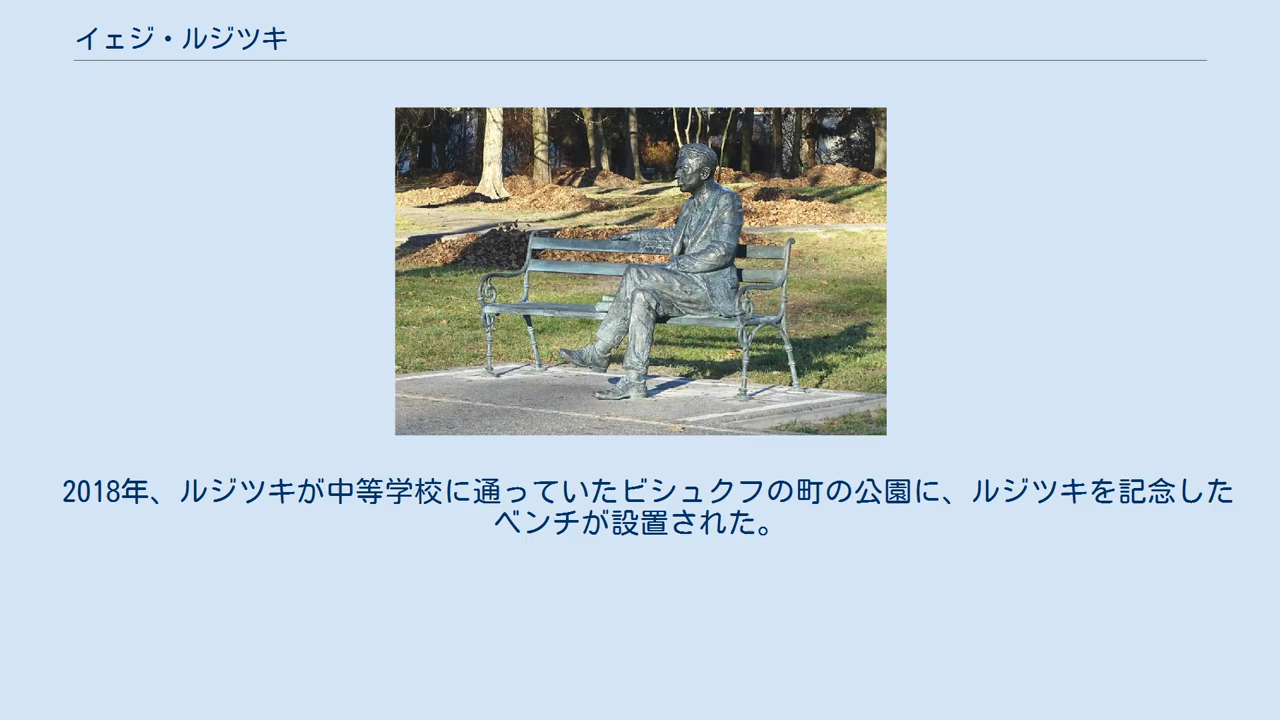 イェジ・ルジツキ
2018年、ルジツキが中等学校に通っていたビシュクフの町の公園に、ルジツキを記念した
ベンチが設置された。